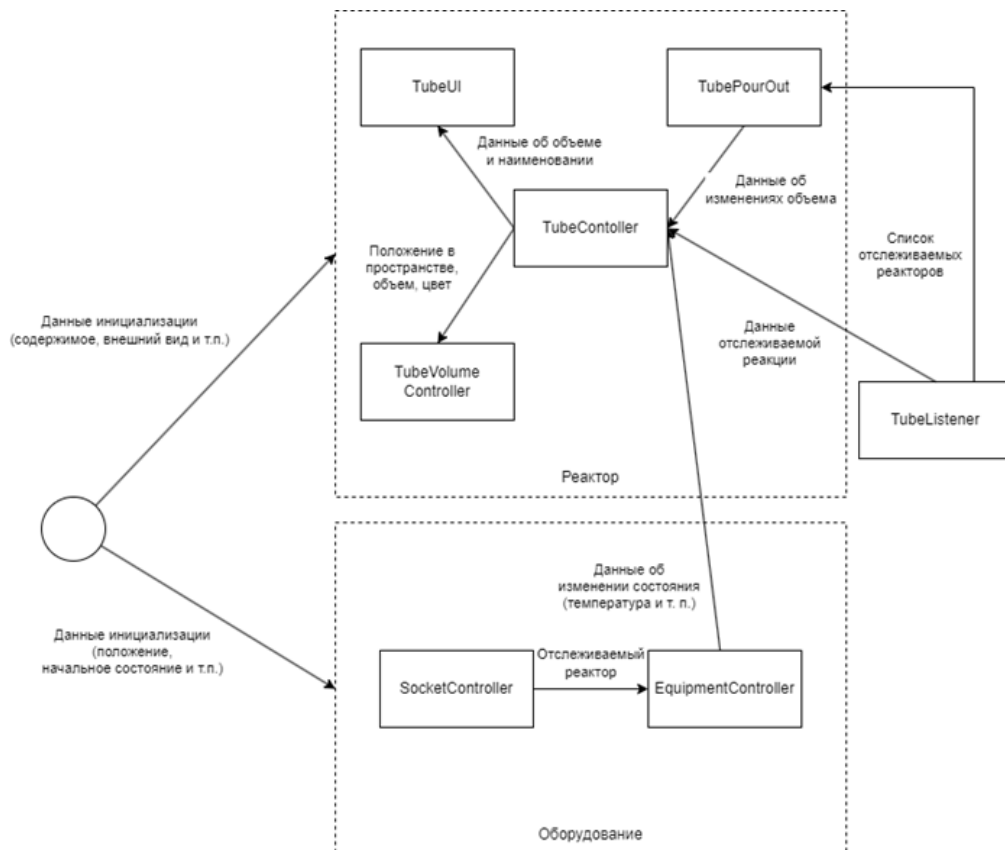 TubeUI
TubePourOut
Данные об объеме
и наименовании
Данные об
изменениях объема
TubeContoller
Список
отслеживаемых
реакторов
Положение в
пространстве,
объем, цвет
Данные инициализации
(содержимое, внешний вид и т.п.)
Данные
отслеживаемой
реакции
TubeVolume
Controller
TubeListener
Реактор
Данные об
изменении состояния
(температура и т. п.)
Данные инициализации
(положение,
начальное состояние и т.п.)
Отслеживаемый
реактор
SocketController
EquipmentController
Оборудование